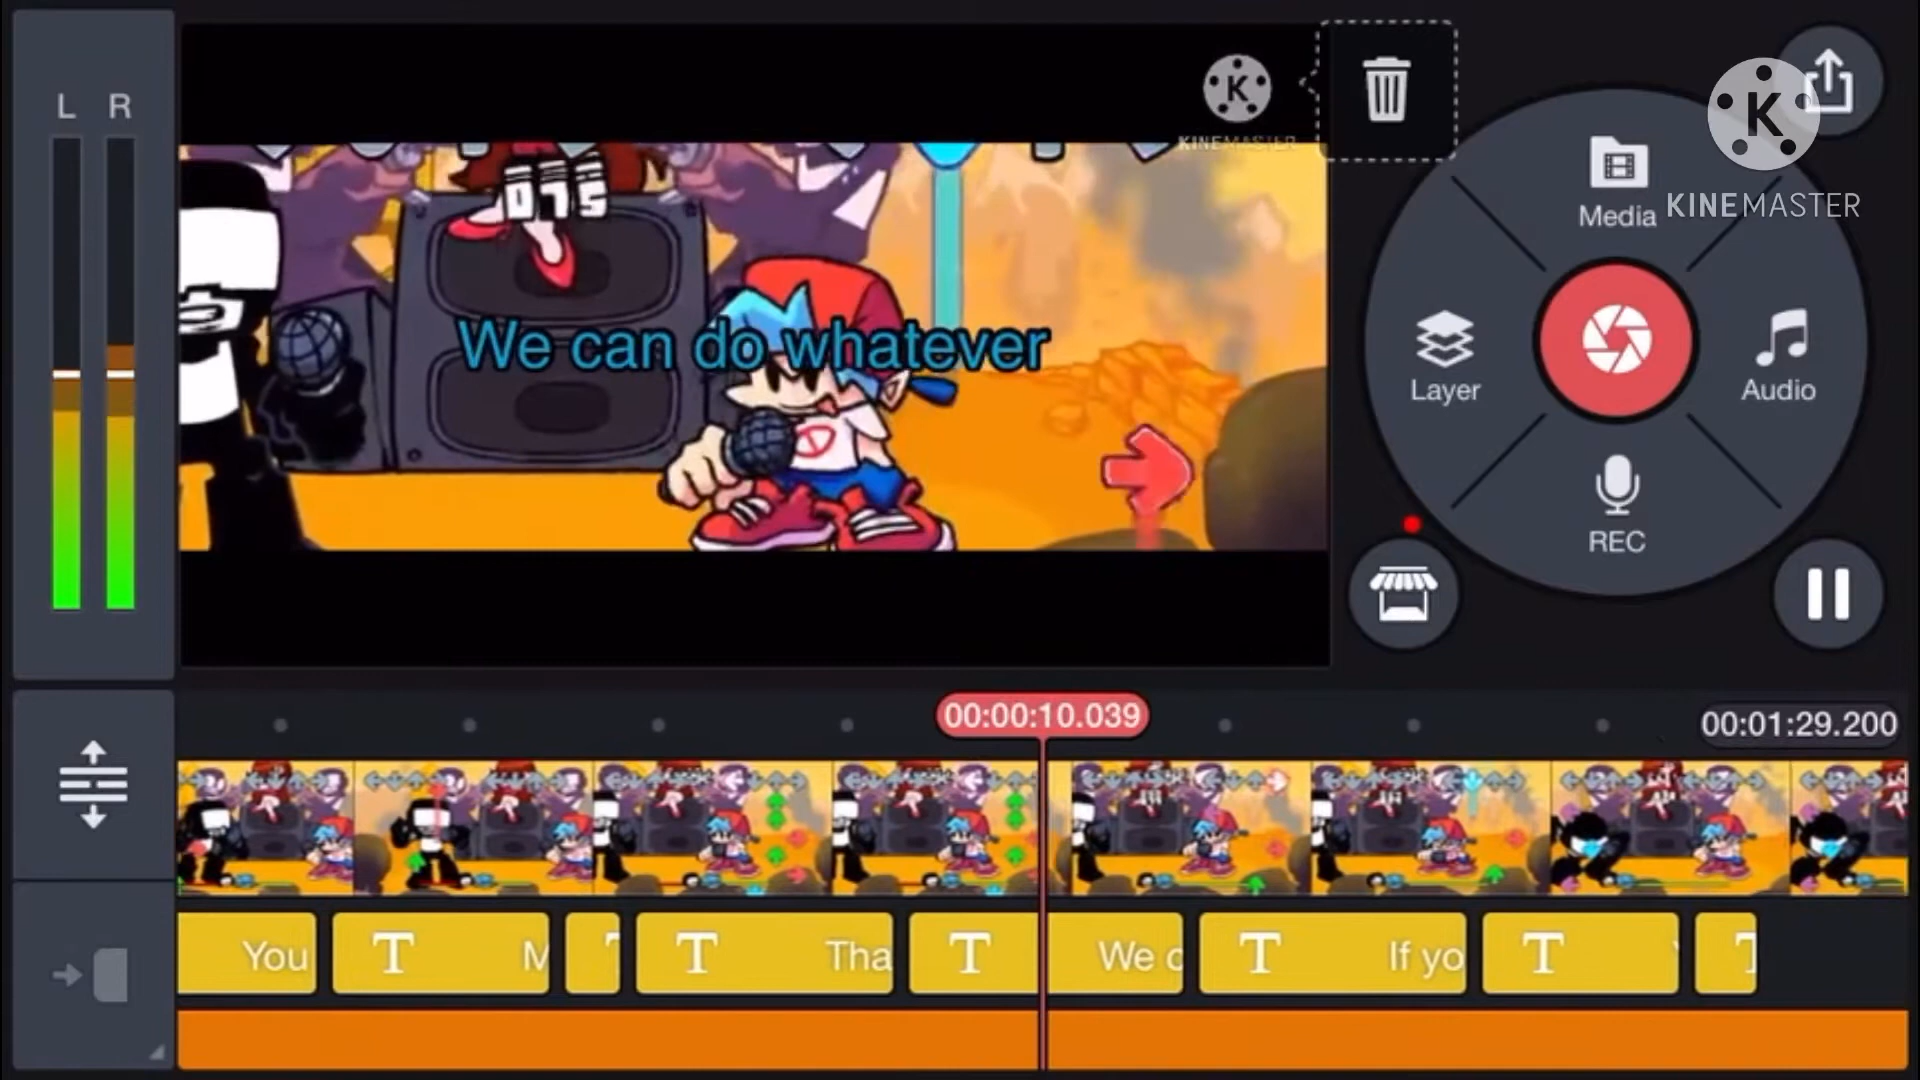 L R
K
KINEMASTER
075
We can do whatever
Media
K
KINEMASTER
Layer
Audio
REC
00:00:10.039
00:01:29.200
You
T M
T Tha
T We c
T If yo
T